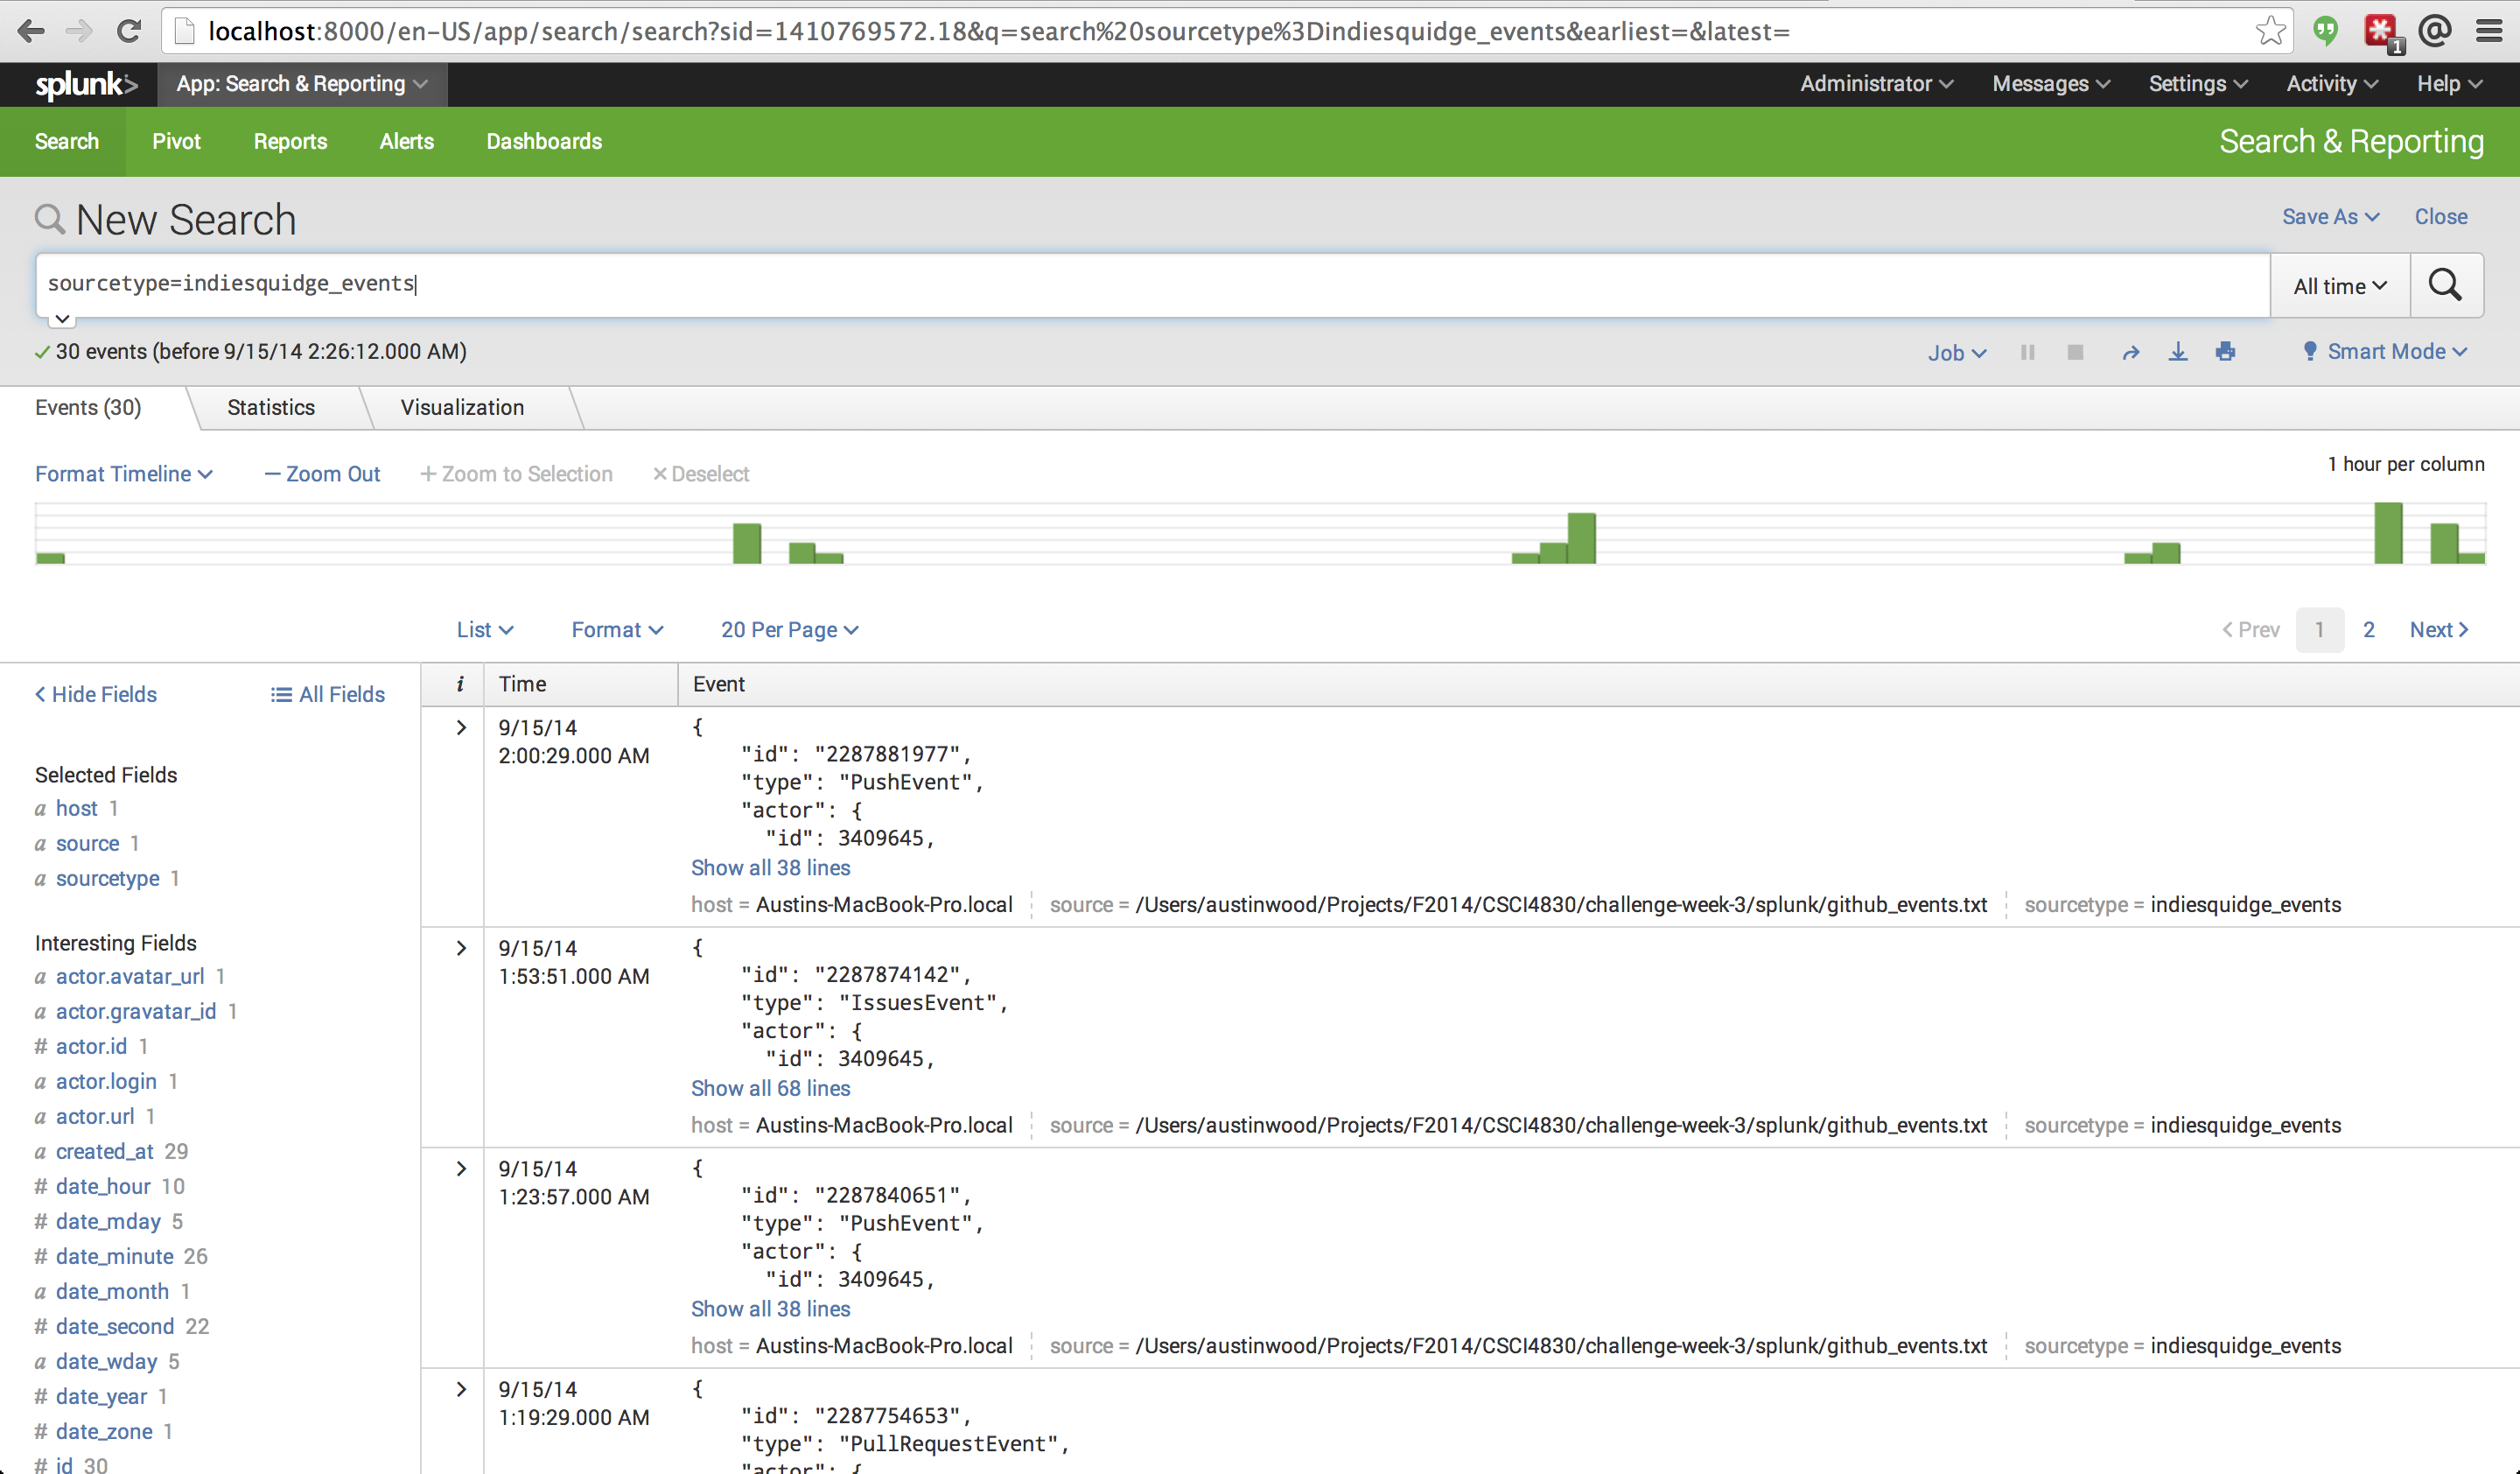 localhost:8000/en-US/app/search/search?sid=1410769572.18&q=search%20sourcetype%3Dindiesquidge_events&earliest=&latest=
1
splunk> App: Search & Reporting Administrator Messages Settings Activity Help
Search Pivot Reports Alerts Dashboards Search & Reporting
New Search Save As Close
sourcetype=indiesquidge_events All time
30 events (before 9/15/14 2:26:12.000 AM) Job Smart Mode
Events (30) Statistics Visualization
Format Timeline — Zoom Out + Zoom to Selection × Deselect 1 hour per column
List Format 20 Per Page < Prev 1 2 Next >
< Hide Fields All Fields
Selected Fields
a host 1
a source 1
a sourcetype 1
Interesting Fields
a actor.avatar_url 1
a actor.gravatar_id 1
# actor.id 1
a actor.login 1
a actor.url 1
a created_at 29
# date_hour 10
# date_mday 5
# date_minute 26
a date_month 1
# date_second 22
a date_wday 5
# date_year 1
# date_zone 1
# id 30
i Time Event
> 9/15/14
2:00:29.000 AM
{
"id": "2287881977",
"type": "PushEvent",
"actor": {
"id": 3409645,
Show all 38 lines
host = Austins-MacBook-Pro.local source = /Users/austinwood/Projects/F2014/CSCI4830/challenge-week-3/splunk/github_events.txt sourcetype = indiesquidge_events
> 9/15/14
1:53:51.000 AM
{
"id": "2287874142",
"type": "IssuesEvent",
"actor": {
"id": 3409645,
Show all 68 lines
host = Austins-MacBook-Pro.local source = /Users/austinwood/Projects/F2014/CSCI4830/challenge-week-3/splunk/github_events.txt sourcetype = indiesquidge_events
> 9/15/14
1:23:57.000 AM
{
"id": "2287840651",
"type": "PushEvent",
"actor": {
"id": 3409645,
Show all 38 lines
host = Austins-MacBook-Pro.local source = /Users/austinwood/Projects/F2014/CSCI4830/challenge-week-3/splunk/github_events.txt sourcetype = indiesquidge_events
> 9/15/14
1:19:29.000 AM
{
"id": "2287754653",
"type": "PullRequestEvent",
"actor": {